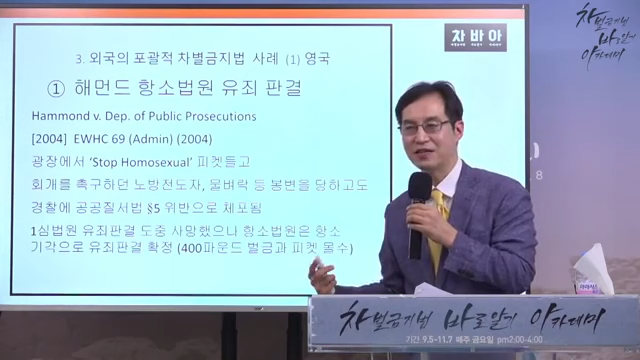 차바아
3. 외국의 포괄적 차별금지법 사례 (1) 영국
① 해먼드 항소법원 유죄 판결
Hammond v. Dep. of Public Prosecutions
[2004] EWHC 69 (Admin) (2004)
광장에서 ‘Stop Homosexual’ 피켓들고
회개를 촉구하던 노방전도자, 물벼락 등 봉변을 당하고도
경찰에 공공질서법 §5 위반으로 체포됨
1심법원 유죄판결 도중 사망했으나 항소법원은 항소
기각으로 유죄판결 확정 (400파운드 벌금과 피켓 몰수)
차별금지법
바로알기
아카데미
8
차별금지법 바로알기 아카데미
기간 9.5-11.7 매주 금요일 pm2:00-4:00